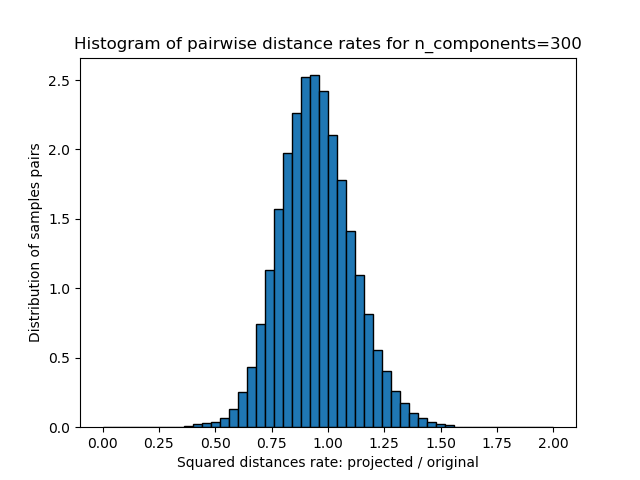 Histogram of pairwise distance rates for n_components=300
Distribution of samples pairs
2.5
2.0
1.5
1.0
0.5
0.0
0.00 0.25 0.50 0.75 1.00 1.25 1.50 1.75 2.00
Squared distances rate: projected / original